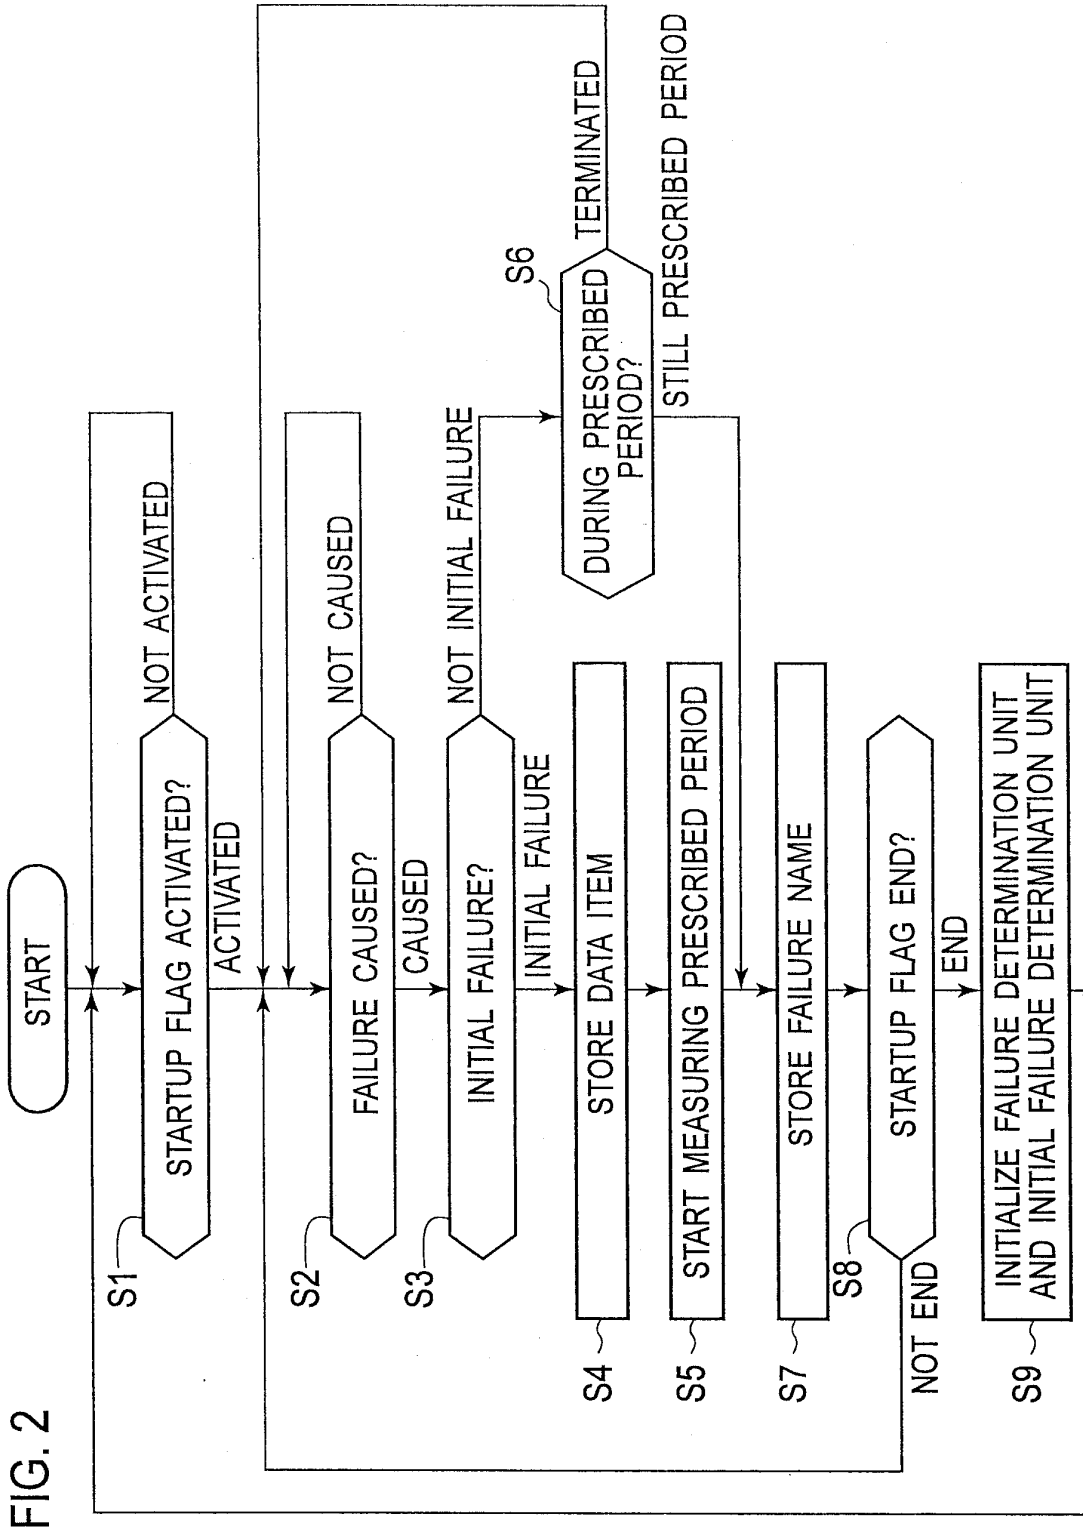 FIG. 2
START
S1
STARTUP FLAG ACTIVATED?
NOT ACTIVATED
ACTIVATED
S2
FAILURE CAUSED?
NOT CAUSED
CAUSED
S3
INITIAL FAILURE?
NOT INITIAL FAILURE
INITIAL FAILURE
S4
STORE DATA ITEM
S6
DURING PRESCRIBED
PERIOD?
TERMINATED
STILL PRESCRIBED PERIOD
S5
START MEASURING PRESCRIBED PERIOD
S7
STORE FAILURE NAME
S8
STARTUP FLAG END?
NOT END
END
S9
INITIALIZE FAILURE DETERMINATION UNIT
AND INITIAL FAILURE DETERMINATION UNIT